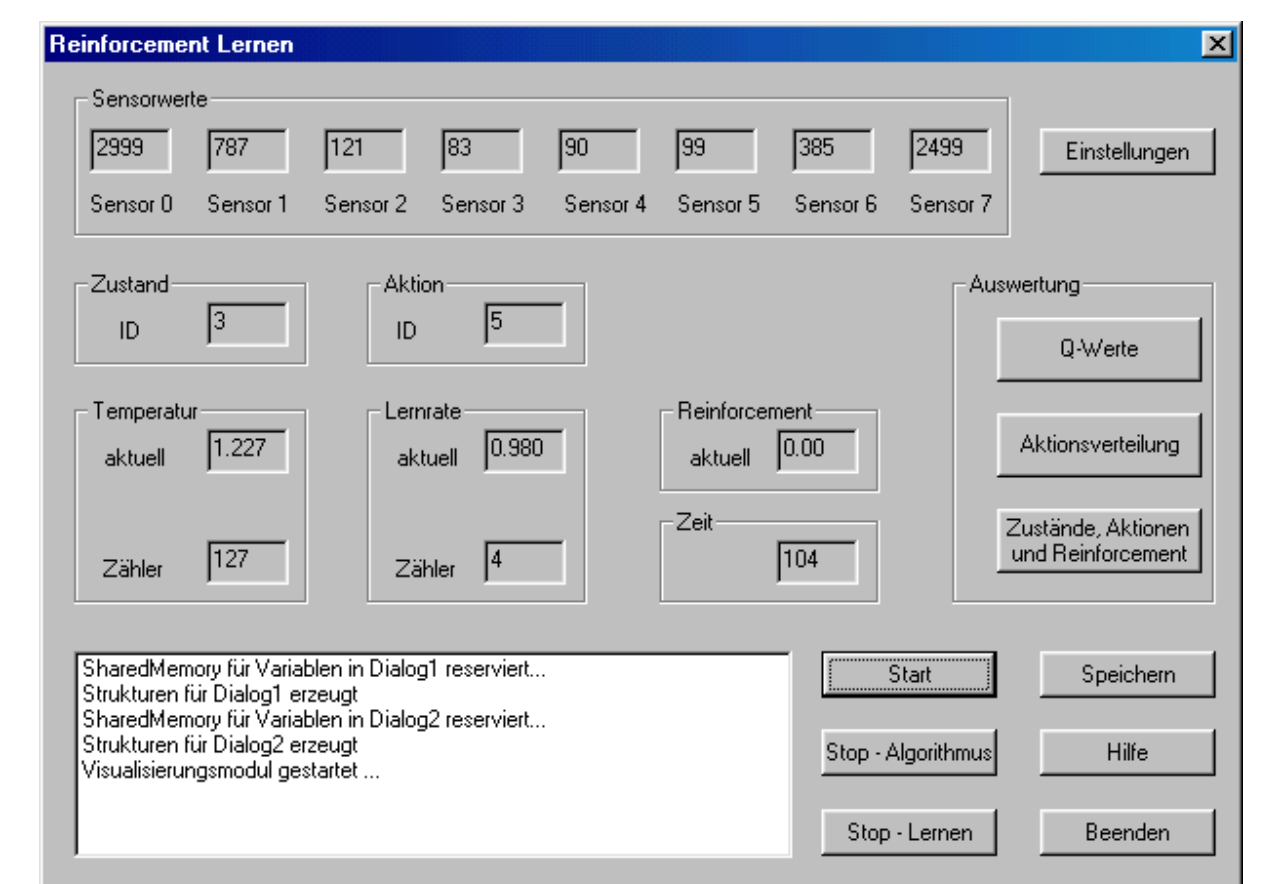 Reinforcement Lernen
Sensorwerte
2999 787 121 83 90 99 385 2499
Einstellungen
Sensor 0 Sensor 1 Sensor 2 Sensor 3 Sensor 4 Sensor 5 Sensor 6 Sensor 7
Zustand
ID 3
Aktion
ID 5
Auswertung
Q-Werte
Aktionsverteilung
Zustände, Aktionen
und Reinforcement
Temperatur
aktuell 1.227
Zähler 127
Lernrate
aktuell 0.980
Zähler 4
Reinforcement
aktuell 0.00
Zeit
104
SharedMemory für Variablen in Dialog1 reserviert...
Strukturen für Dialog1 erzeugt
SharedMemory für Variablen in Dialog2 reserviert...
Strukturen für Dialog2 erzeugt
Visualisierungsmodul gestartet ...
Start
Speichern
Stop - Algorithmus
Hilfe
Stop - Lernen
Beenden